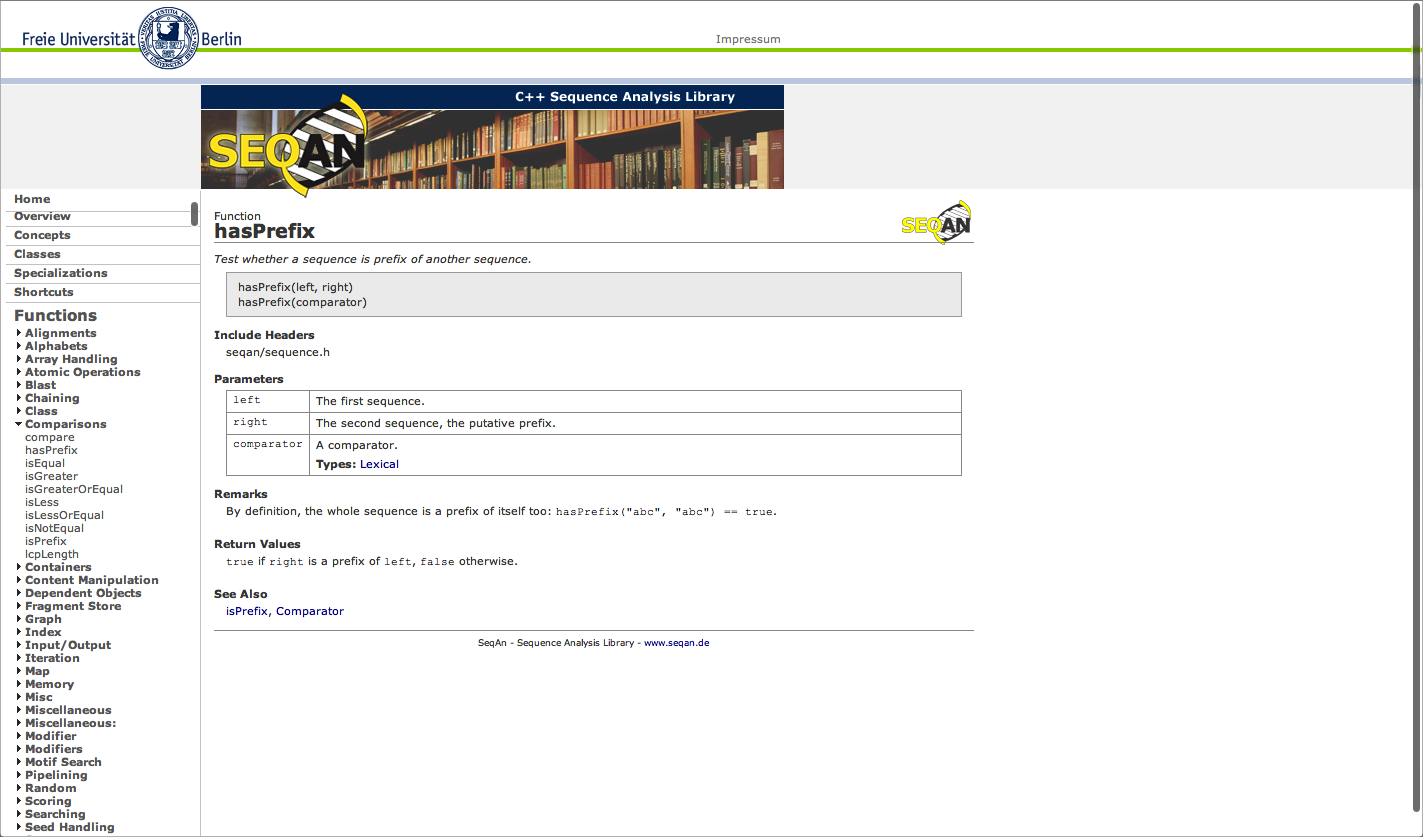 Freie Universität Berlin
Impressum
C++ Sequence Analysis Library
SEQAN
Home
Overview
Concepts
Classes
Specializations
Shortcuts
Functions
Alignments
Alphabets
Array Handling
Atomic Operations
Blast
Chaining
Class
Comparisons
compare
hasPrefix
isEqual
isGreater
isGreaterOrEqual
isLess
isLessOrEqual
isNotEqual
isPrefix
lcpLength
Containers
Content Manipulation
Dependent Objects
Fragment Store
Graph
Index
Input/Output
Iteration
Map
Memory
Misc
Miscellaneous
Miscellaneous:
Modifier
Modifiers
Motif Search
Pipelining
Random
Scoring
Searching
Seed Handling
Function
hasPrefix
SEQAN
Test whether a sequence is prefix of another sequence.
hasPrefix(left, right)
hasPrefix(comparator)
Include Headers
seqan/sequence.h
Parameters
left The first sequence.
right The second sequence, the putative prefix.
comparator A comparator.
Types: Lexical
Remarks
By definition, the whole sequence is a prefix of itself too: hasPrefix("abc", "abc") == true.
Return Values
true if right is a prefix of left, false otherwise.
See Also
isPrefix, Comparator
SeqAn - Sequence Analysis Library - www.seqan.de